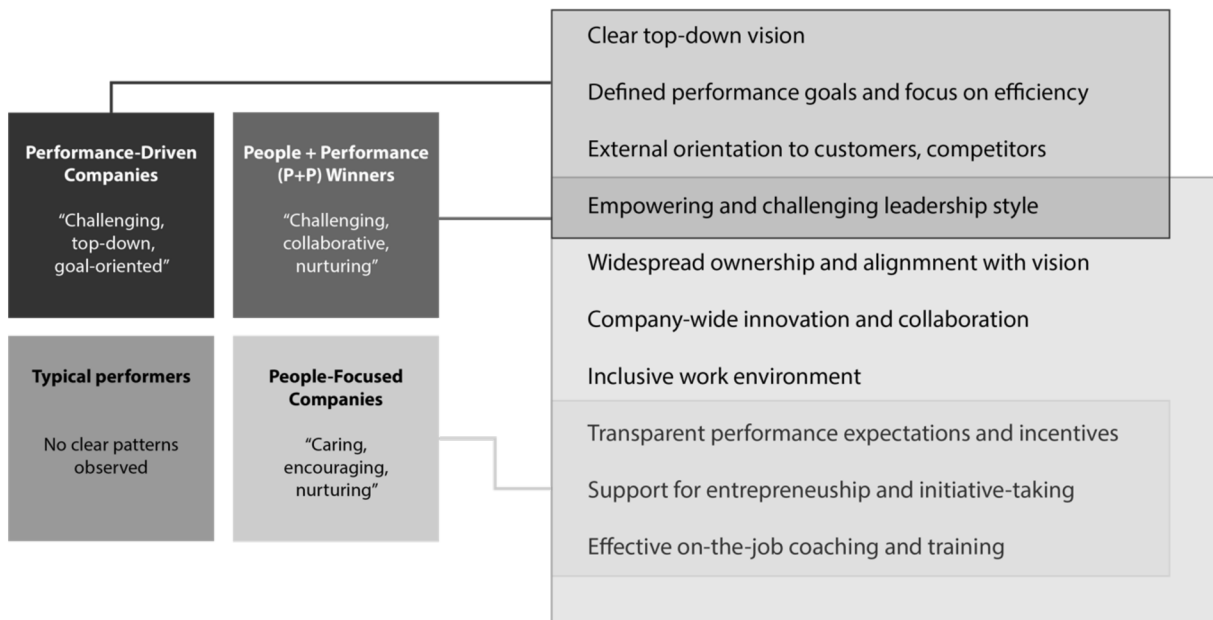 Performance-Driven
Companies
“Challenging,
top-down,
goal-oriented”
People + Performance
(P+P) Winners
“Challenging,
collaborative,
nurturing”
Typical performers
No clear patterns
observed
People-Focused
Companies
“Caring,
encouraging,
nurturing”
Clear top-down vision
Defined performance goals and focus on efficiency
External orientation to customers, competitors
Empowering and challenging leadership style
Widespread ownership and alignmnent with vision
Company-wide innovation and collaboration
Inclusive work environment
Transparent performance expectations and incentives
Support for entrepreneuship and initiative-taking
Effective on-the-job coaching and training